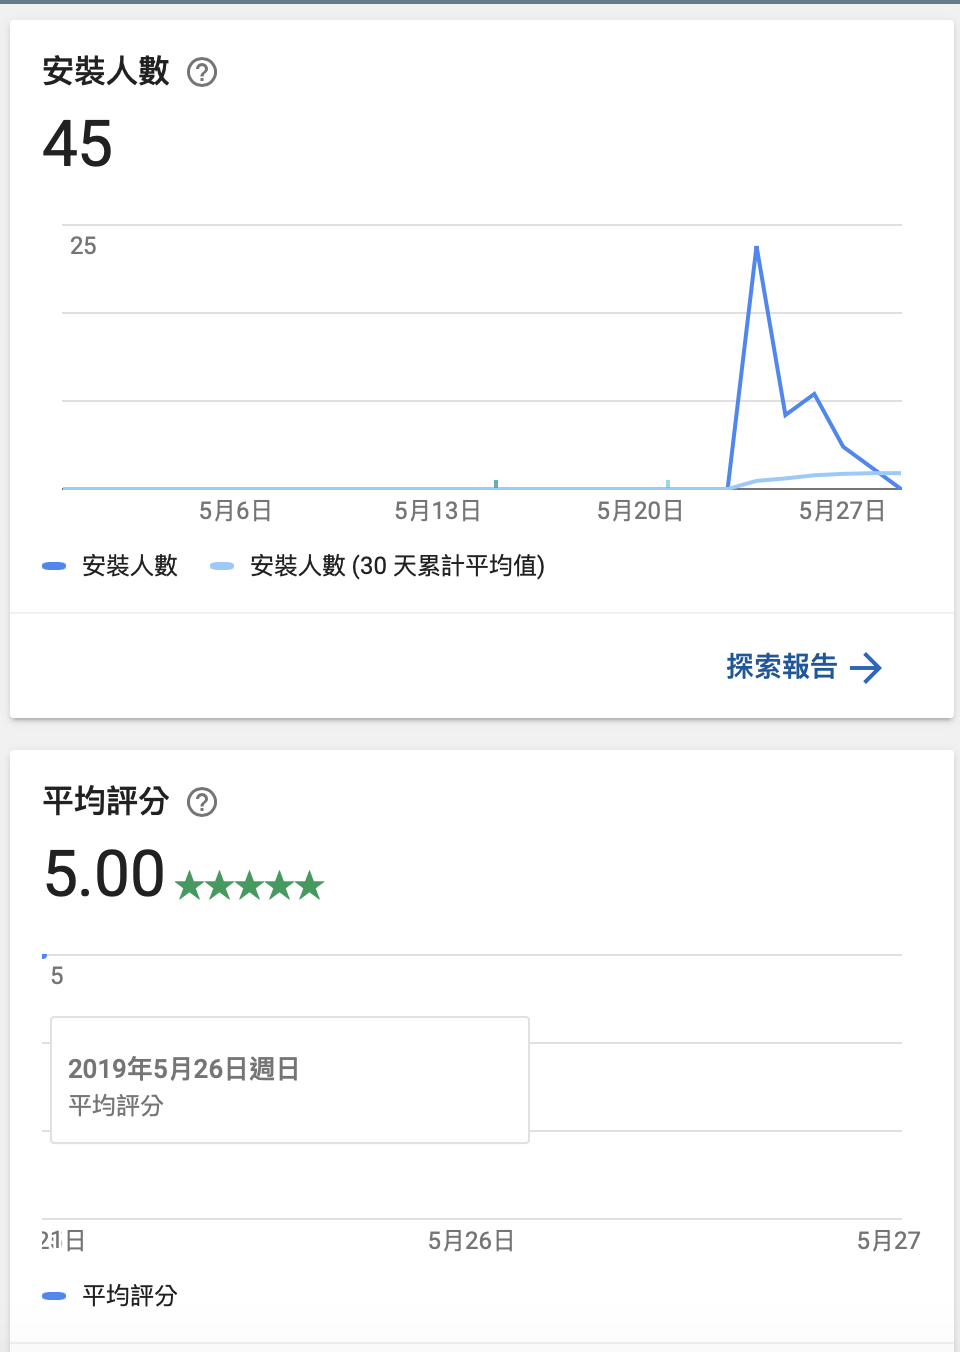 安裝人數
45
25
5月6日 5月13日 5月20日 5月27日
安裝人數 安裝人數 (30 天累計平均值)
探索報告
平均評分
5.00
5
2019年5月26日週日
平均評分
日 5月26日 5月27
平均評分